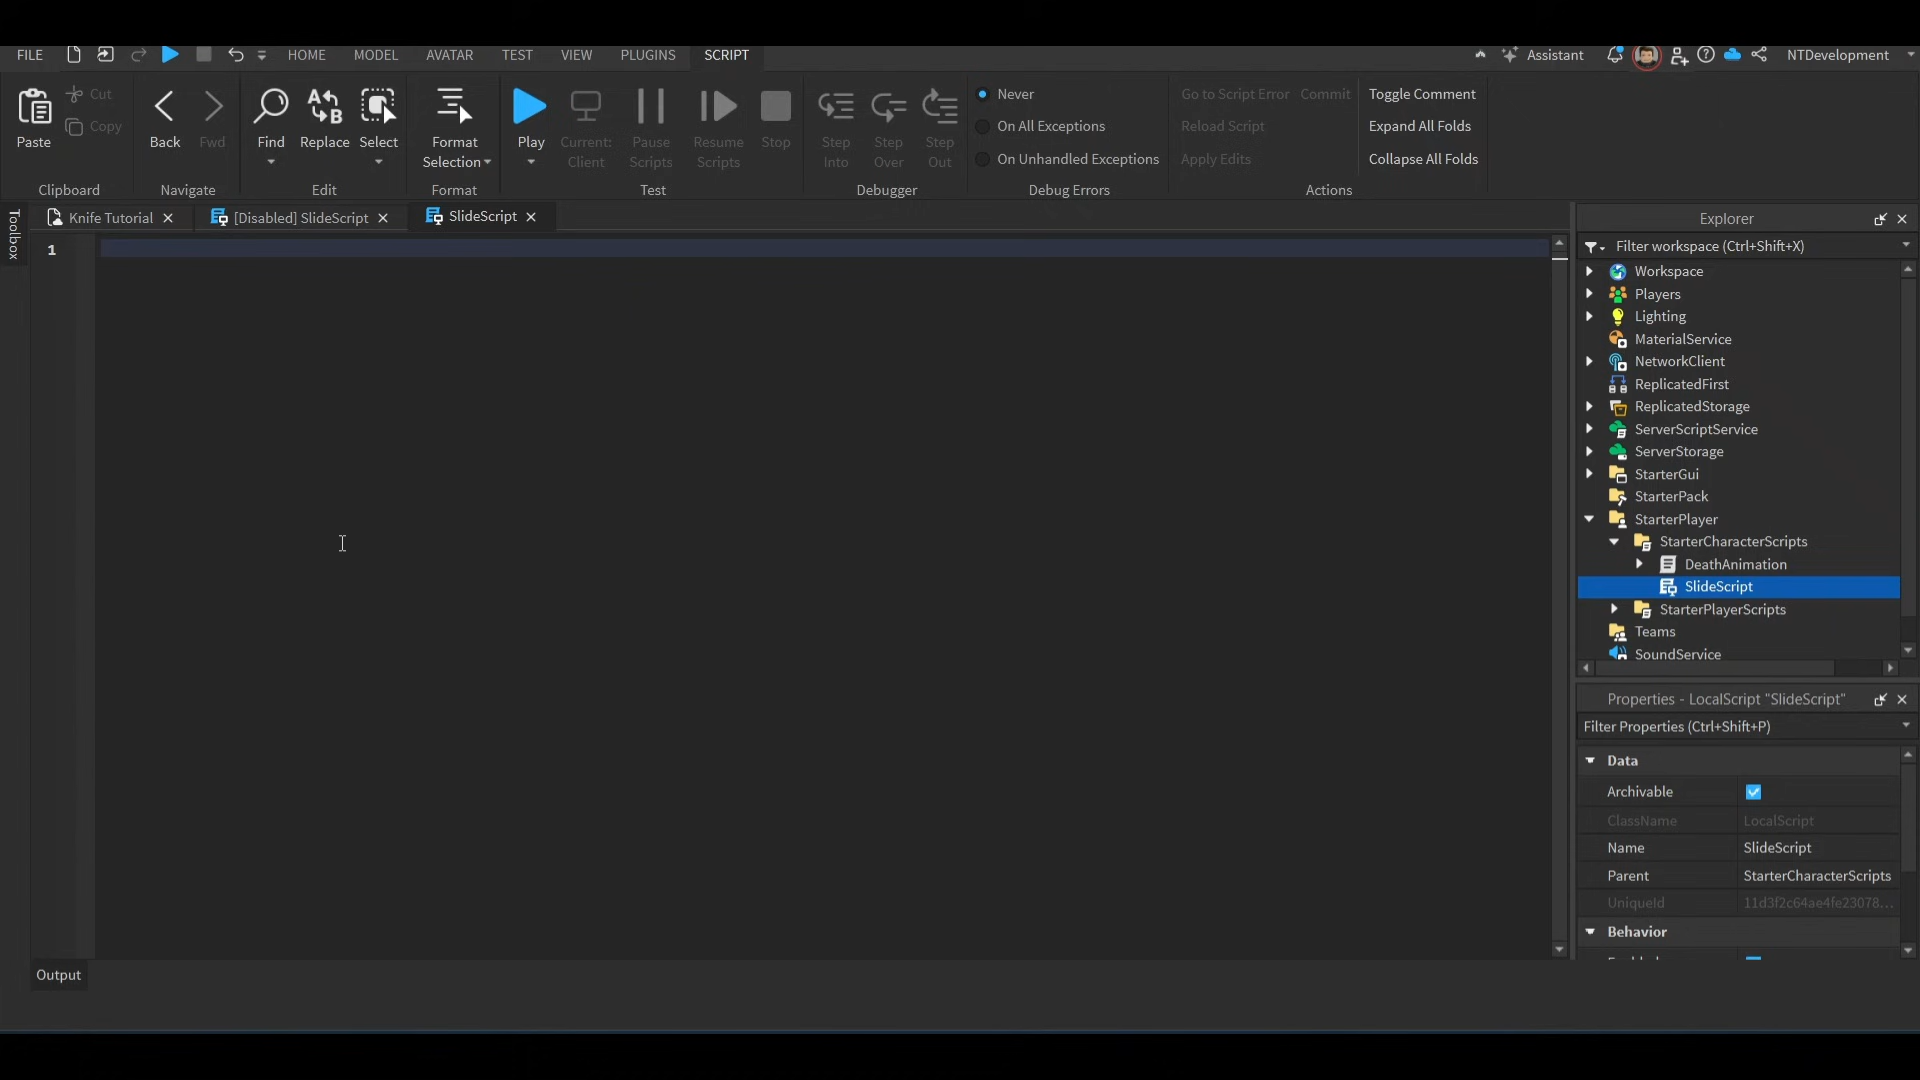 FILE HOME MODEL AVATAR TEST VIEW PLUGINS SCRIPT Assistant NTDevelopment
Paste
Cut
Copy
Clipboard
Back
Fwd
Navigate
Find
Replace
Select
Edit
Format
Selection
Format
Play
Current:
Client
Pause
Scripts
Resume
Scripts
Stop
Test
Step
Into
Step
Over
Step
Out
Debugger
Never
On All Exceptions
On Unhandled Exceptions
Debug Errors
Go to Script Error Commit
Reload Script
Apply Edits
Toggle Comment
Expand All Folds
Collapse All Folds
Actions
Toolbox
Knife Tutorial
[Disabled] SlideScript
SlideScript
1
Explorer
Filter workspace (Ctrl+Shift+X)
Workspace
Players
Lighting
MaterialService
NetworkClient
ReplicatedFirst
ReplicatedStorage
ServerScriptService
ServerStorage
StarterGui
StarterPack
StarterPlayer
StarterCharacterScripts
DeathAnimation
SlideScript
StarterPlayerScripts
Teams
SoundService
Properties - LocalScript "SlideScript"
Filter Properties (Ctrl+Shift+P)
Data
Archivable
ClassName LocalScript
Name SlideScript
Parent StarterCharacterScripts
UniqueId 11d3f2c64ae4fe23078...
Behavior
Output